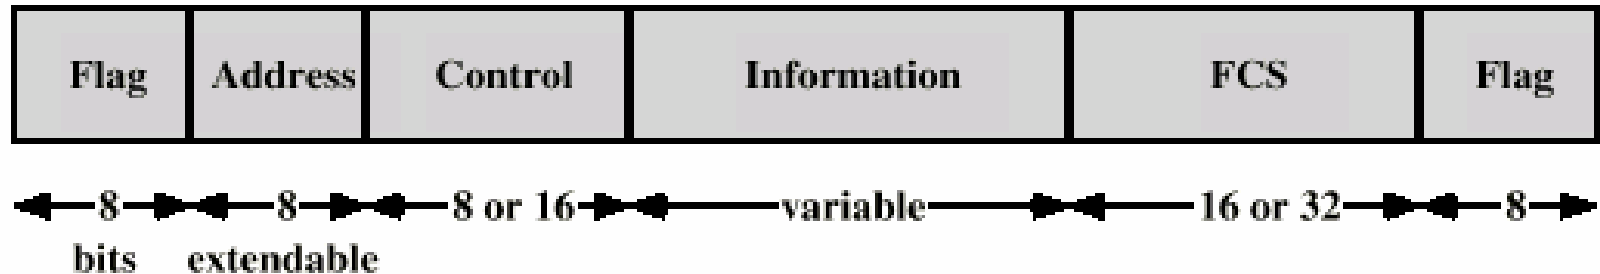 Flag Address Control Information FCS Flag
8 8 8 or 16 variable 16 or 32 8
bits extendable